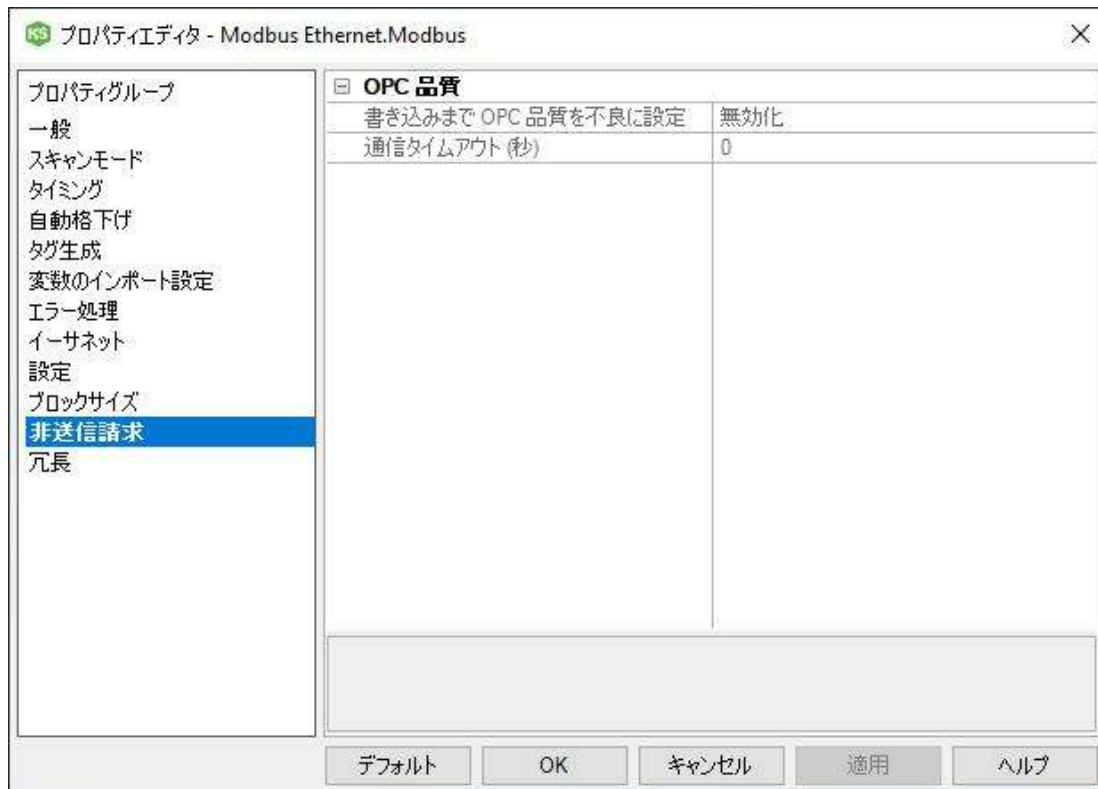 KS プロパティエディタ - Modbus Ethernet.Modbus
プロパティグループ
一般
スキャンモード
タイミング
自動格下げ
タグ生成
変数のインポート設定
エラー処理
イーサネット
設定
ブロックサイズ
非送信請求
冗長
OPC 品質
書き込みまで OPC 品質を不良に設定 無効化
通信タイムアウト (秒) 0
デフォルト OK キャンセル 適用 ヘルプ